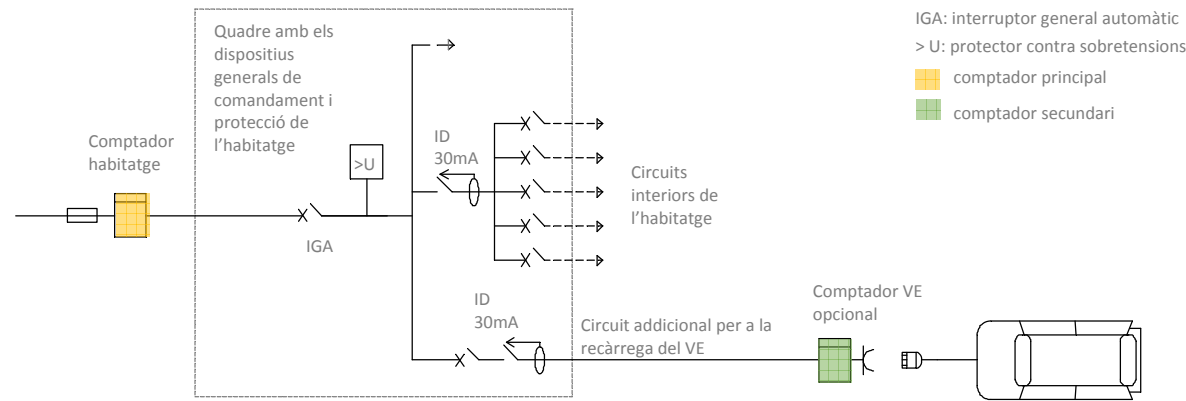 Quadre amb els
dispositius
generals de
comandament i
protecció de
l'habitatge
Comptador
habitatge
>U
IGA
ID
30mA
Circuits
interiors de
l'habitatge
ID
30mA
Circuit addicional per a la
recàrrega del VE
Comptador VE
opcional
IGA: interruptor general automàtic
> U: protector contra sobretensions
comptador principal
comptador secundari